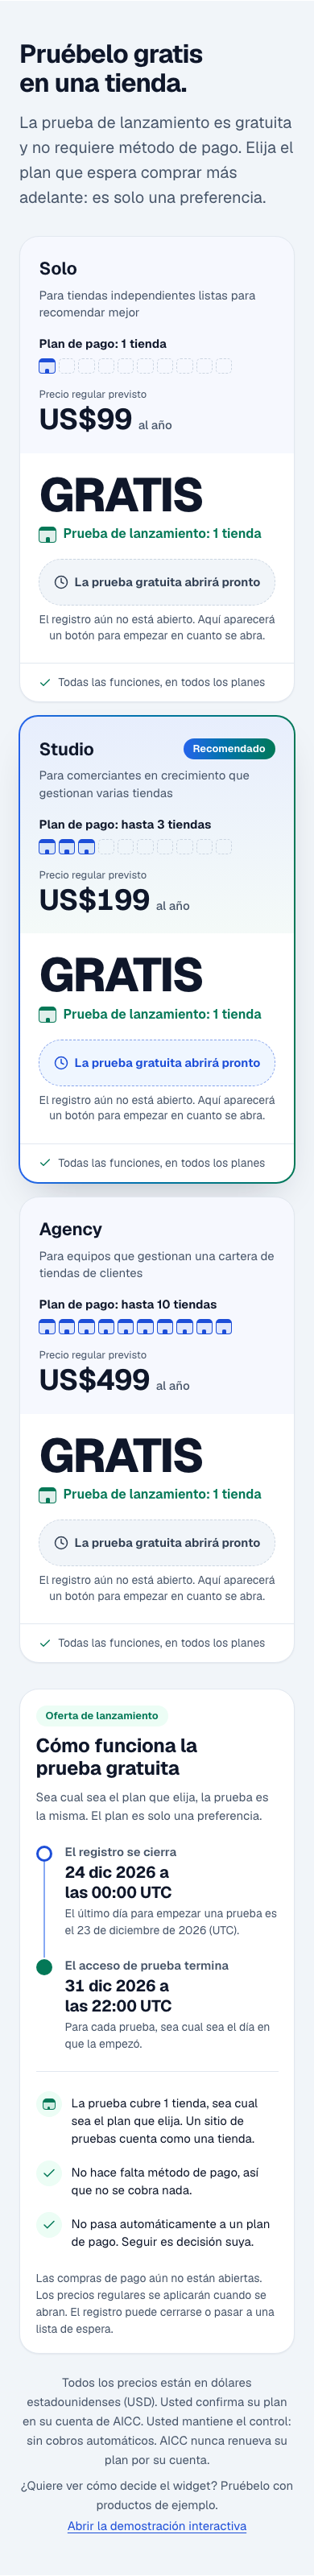 Pruébelo gratis
en una tienda.
La prueba de lanzamiento es gratuita
y no requiere método de pago. Elija el
plan que espera comprar más
adelante: es solo una preferencia.
Solo
Para tiendas independientes listas para
recomendar mejor
Plan de pago: 1 tienda
Precio regular previsto
US$99 al año
GRATIS
Prueba de lanzamiento: 1 tienda
La prueba gratuita abrirá pronto
El registro aún no está abierto. Aquí aparecerá
un botón para empezar en cuanto se abra.
Todas las funciones, en todos los planes
Studio
Recomendado
Para comerciantes en crecimiento que
gestionan varias tiendas
Plan de pago: hasta 3 tiendas
Precio regular previsto
US$199 al año
GRATIS
Prueba de lanzamiento: 1 tienda
La prueba gratuita abrirá pronto
El registro aún no está abierto. Aquí aparecerá
un botón para empezar en cuanto se abra.
Todas las funciones, en todos los planes
Agency
Para equipos que gestionan una cartera de
tiendas de clientes
Plan de pago: hasta 10 tiendas
Precio regular previsto
US$499 al año
GRATIS
Prueba de lanzamiento: 1 tienda
La prueba gratuita abrirá pronto
El registro aún no está abierto. Aquí aparecerá
un botón para empezar en cuanto se abra.
Todas las funciones, en todos los planes
Oferta de lanzamiento
Cómo funciona la
prueba gratuita
Sea cual sea el plan que elija, la prueba es
la misma. El plan es solo una preferencia.
El registro se cierra
24 dic 2026 a
las 00:00 UTC
El último día para empezar una prueba es
el 23 de diciembre de 2026 (UTC).
El acceso de prueba termina
31 dic 2026 a
las 22:00 UTC
Para cada prueba, sea cual sea el día en
que la empezó.
La prueba cubre 1 tienda, sea cual
sea el plan que elija. Un sitio de
pruebas cuenta como una tienda.
No hace falta método de pago, así
que no se cobra nada.
No pasa automáticamente a un plan
de pago. Seguir es decisión suya.
Las compras de pago aún no están abiertas.
Los precios regulares se aplicarán cuando se
abran. El registro puede cerrarse o pasar a una
lista de espera.
Todos los precios están en dólares
estadounidenses (USD). Usted confirma su plan
en su cuenta de AICC. Usted mantiene el control:
sin cobros automáticos. AICC nunca renueva su
plan por su cuenta.
¿Quiere ver cómo decide el widget? Pruébelo con
productos de ejemplo.
Abrir la demostración interactiva